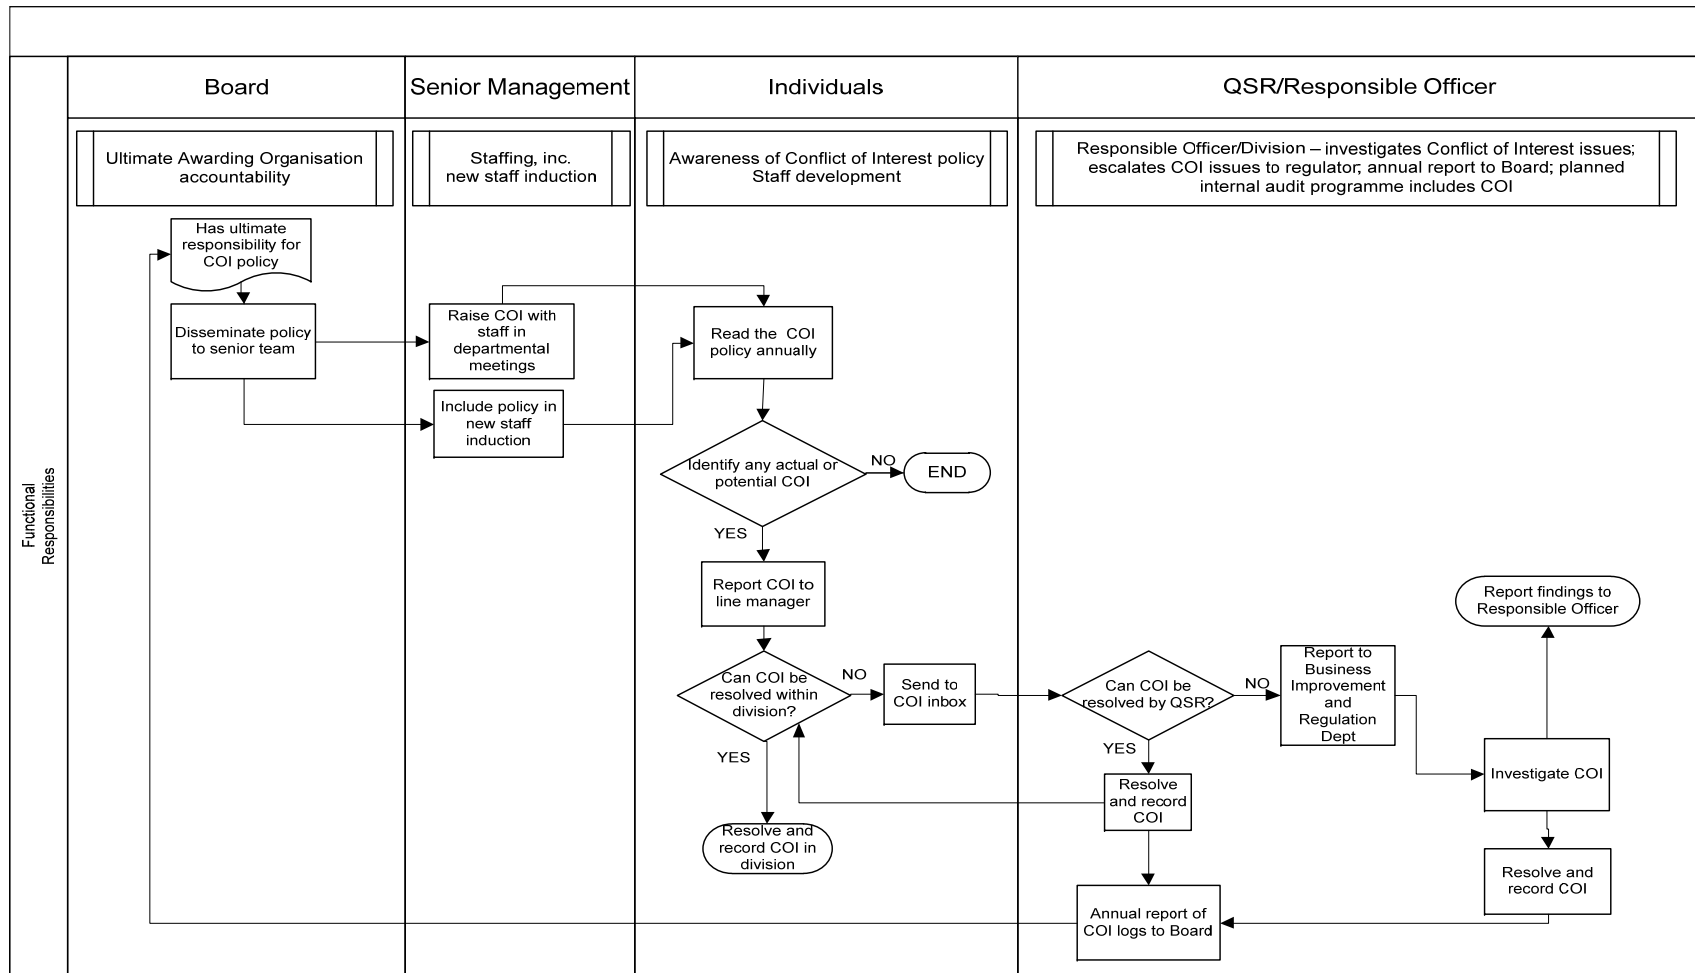 Board
Senior Management
Individuals
QSR/Responsible Officer
Functional
Responsibilities
Ultimate Awarding Organisation
accountability
Staffing, inc.
new staff induction
Awareness of Conflict of Interest policy
Staff development
Responsible Officer/Division – investigates Conflict of Interest issues;
escalates COI issues to regulator; annual report to Board; planned
internal audit programme includes COI
Has ultimate
responsibility for
COI policy
Disseminate policy
to senior team
Raise COI with
staff in
departmental
meetings
Include policy in
new staff
induction
Read the COI
policy annually
Identify any actual or
potential COI
NO
END
YES
Report COI to
line manager
Can COI be
resolved within
division?
NO
Send to
COI inbox
YES
Resolve and
record COI in
division
Can COI be
resolved by QSR?
NO
Report to
Business
Improvement
and
Regulation
Dept
YES
Resolve
and record
COI
Investigate COI
Report findings to
Responsible Officer
Resolve and
record COI
Annual report of
COI logs to Board